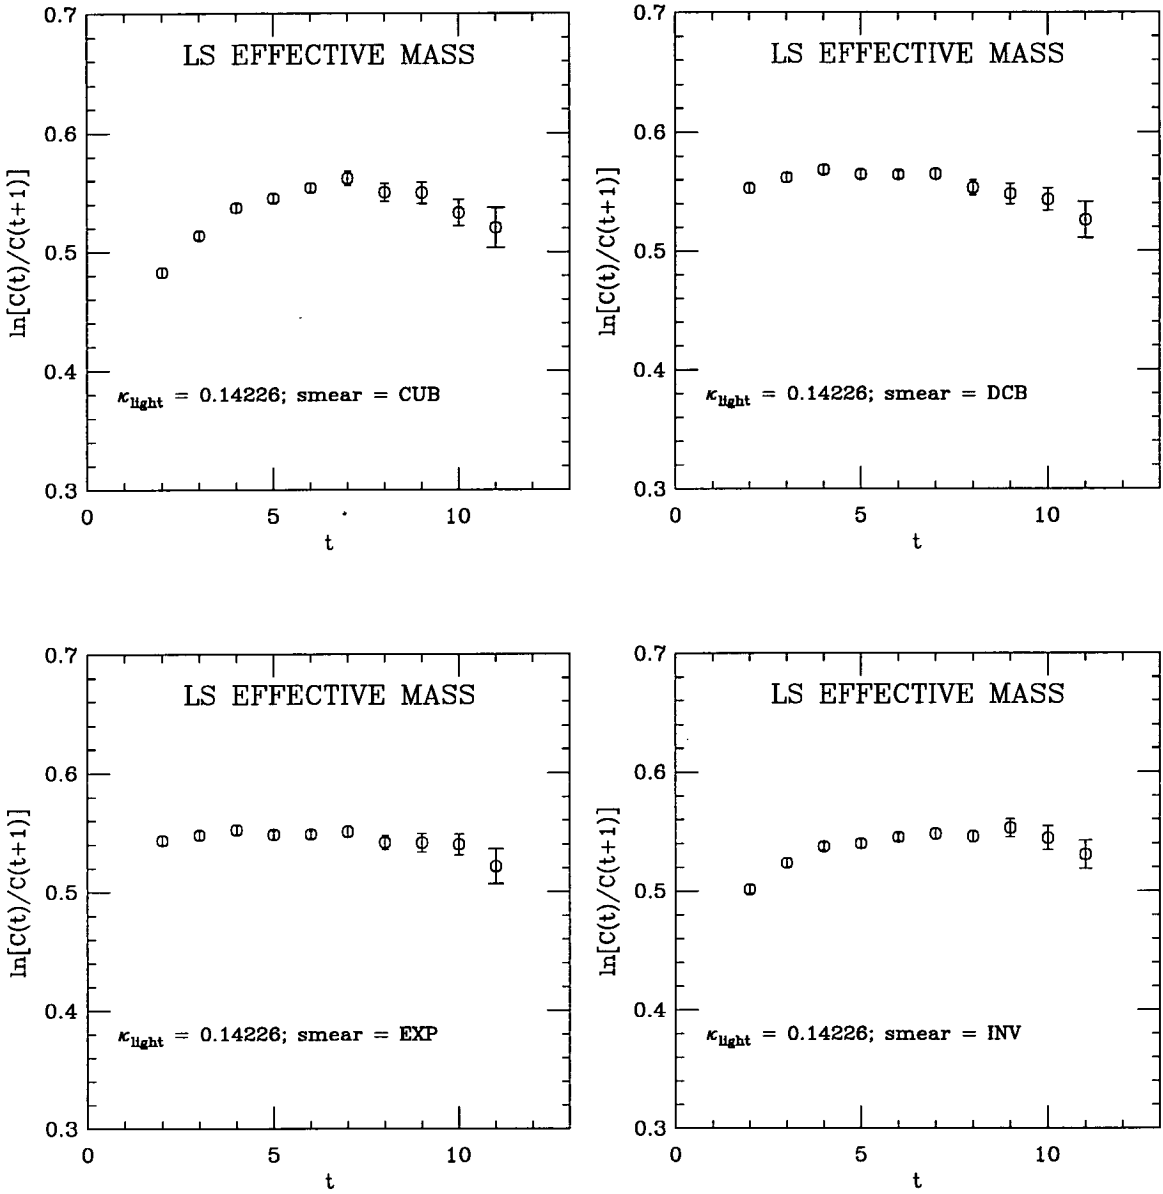 0.7
LS EFFECTIVE MASS
0.6
0.5
0.4
0.3
ln[C(t)/C(t+1)]
κlight = 0.14226; smear = CUB
0 5 10
t
0.7
LS EFFECTIVE MASS
0.6
0.5
0.4
0.3
ln[C(t)/C(t+1)]
κlight = 0.14226; smear = DCB
0 5 10
t
0.7
LS EFFECTIVE MASS
0.6
0.5
0.4
0.3
ln[C(t)/C(t+1)]
κlight = 0.14226; smear = EXP
0 5 10
t
0.7
LS EFFECTIVE MASS
0.6
0.5
0.4
0.3
ln[C(t)/C(t+1)]
κlight = 0.14226; smear = INV
0 5 10
t